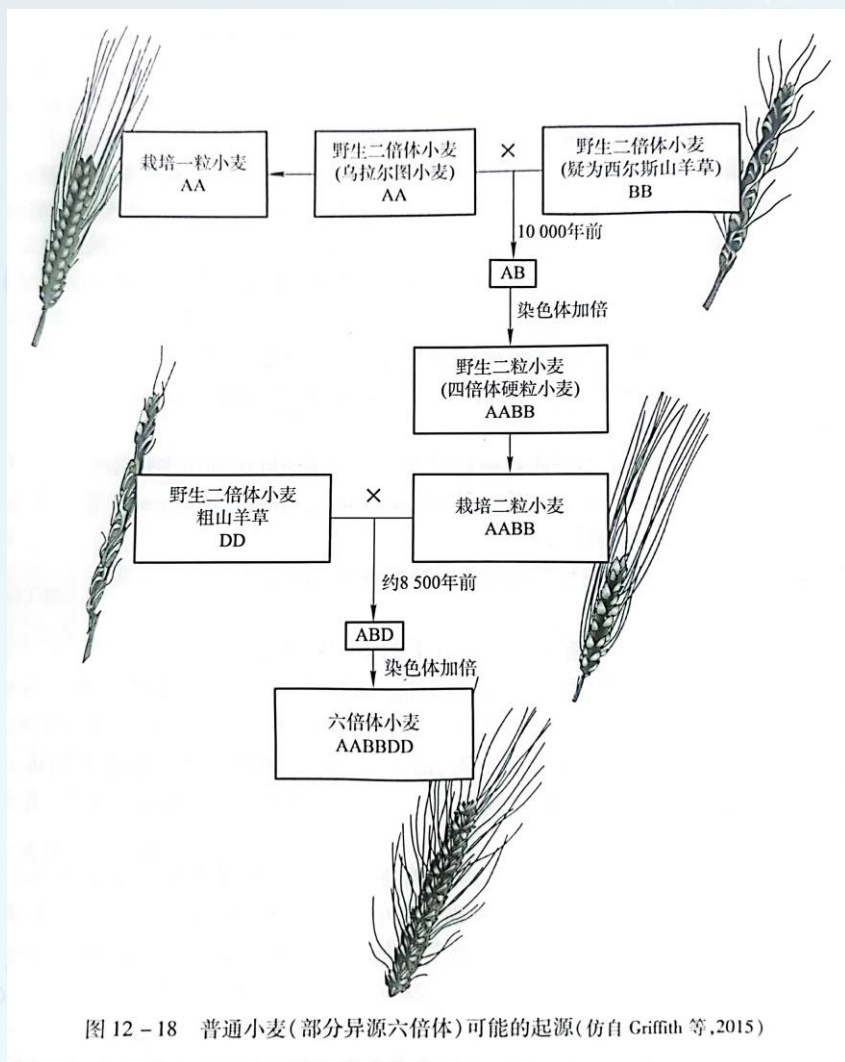 栽培一粒小麦
AA
野生二倍体小麦
(乌拉尔图小麦)
AA
×
野生二倍体小麦
(疑为西尔斯山羊草)
BB
10 000年前
AB
染色体加倍
野生二粒小麦
(四倍体硬粒小麦)
AABB
野生二倍体小麦
粗山羊草
DD
×
栽培二粒小麦
AABB
约8 500年前
ABD
染色体加倍
六倍体小麦
AABBDD
图 12-18 普通小麦(部分异源六倍体)可能的起源(仿自 Griffith 等,2015)